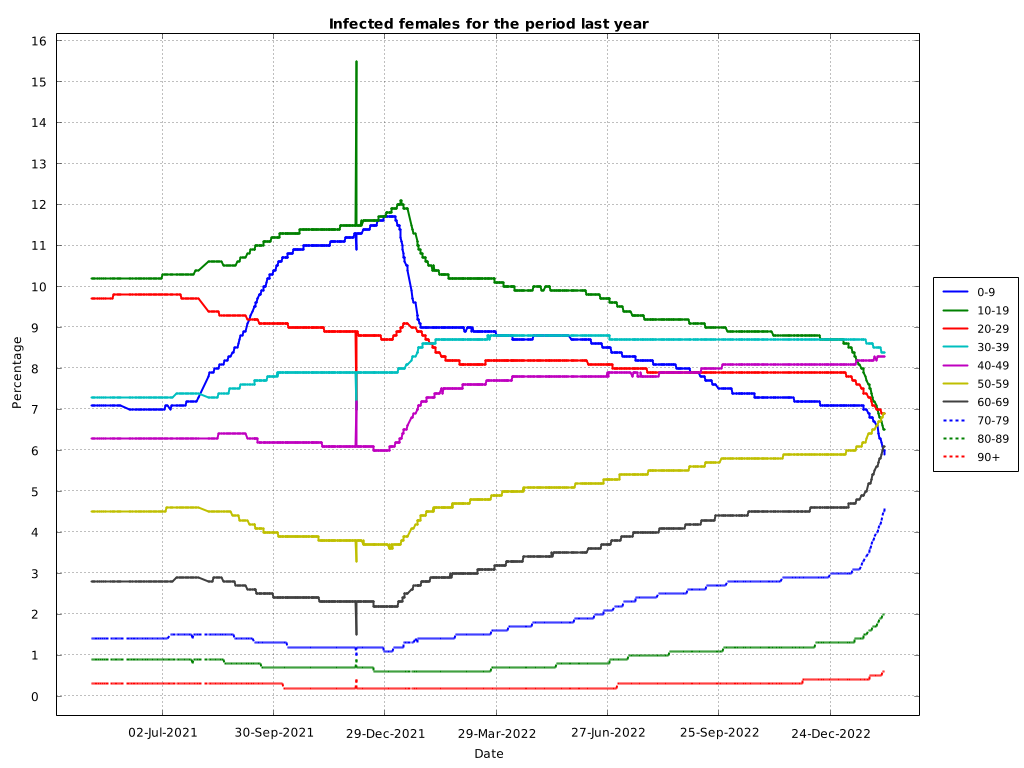 Infected females for the period last year
Percentage
16
15
14
13
12
11
10
9
8
7
6
5
4
3
2
1
0
02-Jul-2021
30-Sep-2021
29-Dec-2021
29-Mar-2022
27-Jun-2022
25-Sep-2022
24-Dec-2022
Date
0-9
10-19
20-29
30-39
40-49
50-59
60-69
70-79
80-89
90+